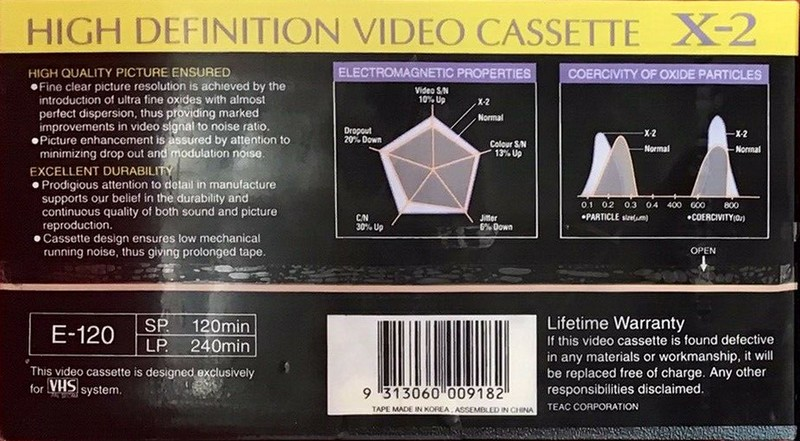 HIGH DEFINITION VIDEO CASSETTE X-2
HIGH QUALITY PICTURE ENSURED
●Fine clear picture resolution is achieved by the
introduction of ultra fine oxides with almost
perfect dispersion, thus providing marked
improvements in video signal to noise ratio.
●Picture enhancement is assured by attention to
minimizing drop out and modulation noise.
EXCELLENT DURABILITY
● Prodigious attention to detail in manufacture
supports our belief in the durability and
continuous quality of both sound and picture
reproduction.
● Cassette design ensures low mechanical
running noise, thus giving prolonged tape.
ELECTROMAGNETIC PROPERTIES
Video S/N
10% Up
X-2
Normal
Dropout
20% Down
Colour S/N
13% Up
C/N
30% Up
Jitter
6% Down
COERCIVITY OF OXIDE PARTICLES
X-2
Normal
X-2
Normal
0.1 0.2 0.3 0.4 400 600 800
●PARTICLE size(μm) ●COERCIVITY(Oz)
OPEN
E-120
SP. 120min
LP. 240min
This video cassette is designed exclusively
for VHS system.
PAL SECAM
9 313060 009182
TAPE MADE IN KOREA , ASSEMBLED IN CHINA
Lifetime Warranty
If this video cassette is found defective
in any materials or workmanship, it will
be replaced free of charge. Any other
responsibilities disclaimed.
TEAC CORPORATION